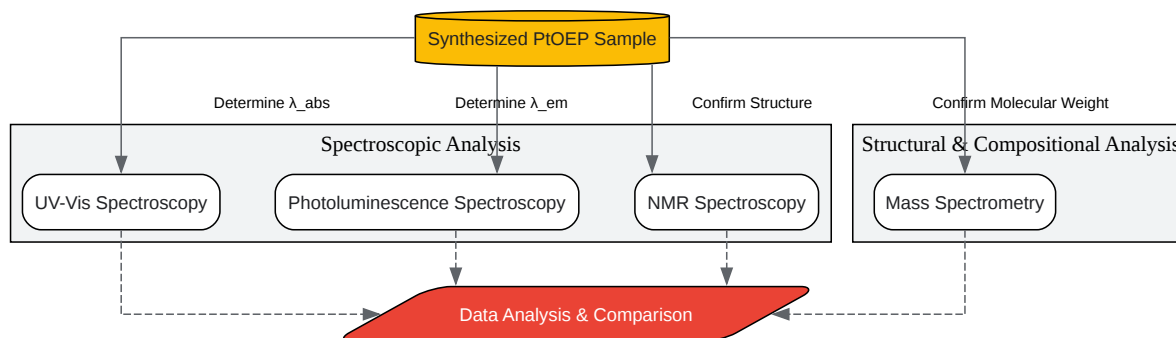 Synthesized PtOEP Sample
Determine λ_abs
Determine λ_em
Confirm Structure
Confirm Molecular Weight
Spectroscopic Analysis
Structural & Compositional Analysis
UV-Vis Spectroscopy
Photoluminescence Spectroscopy
NMR Spectroscopy
Mass Spectrometry
Data Analysis & Comparison